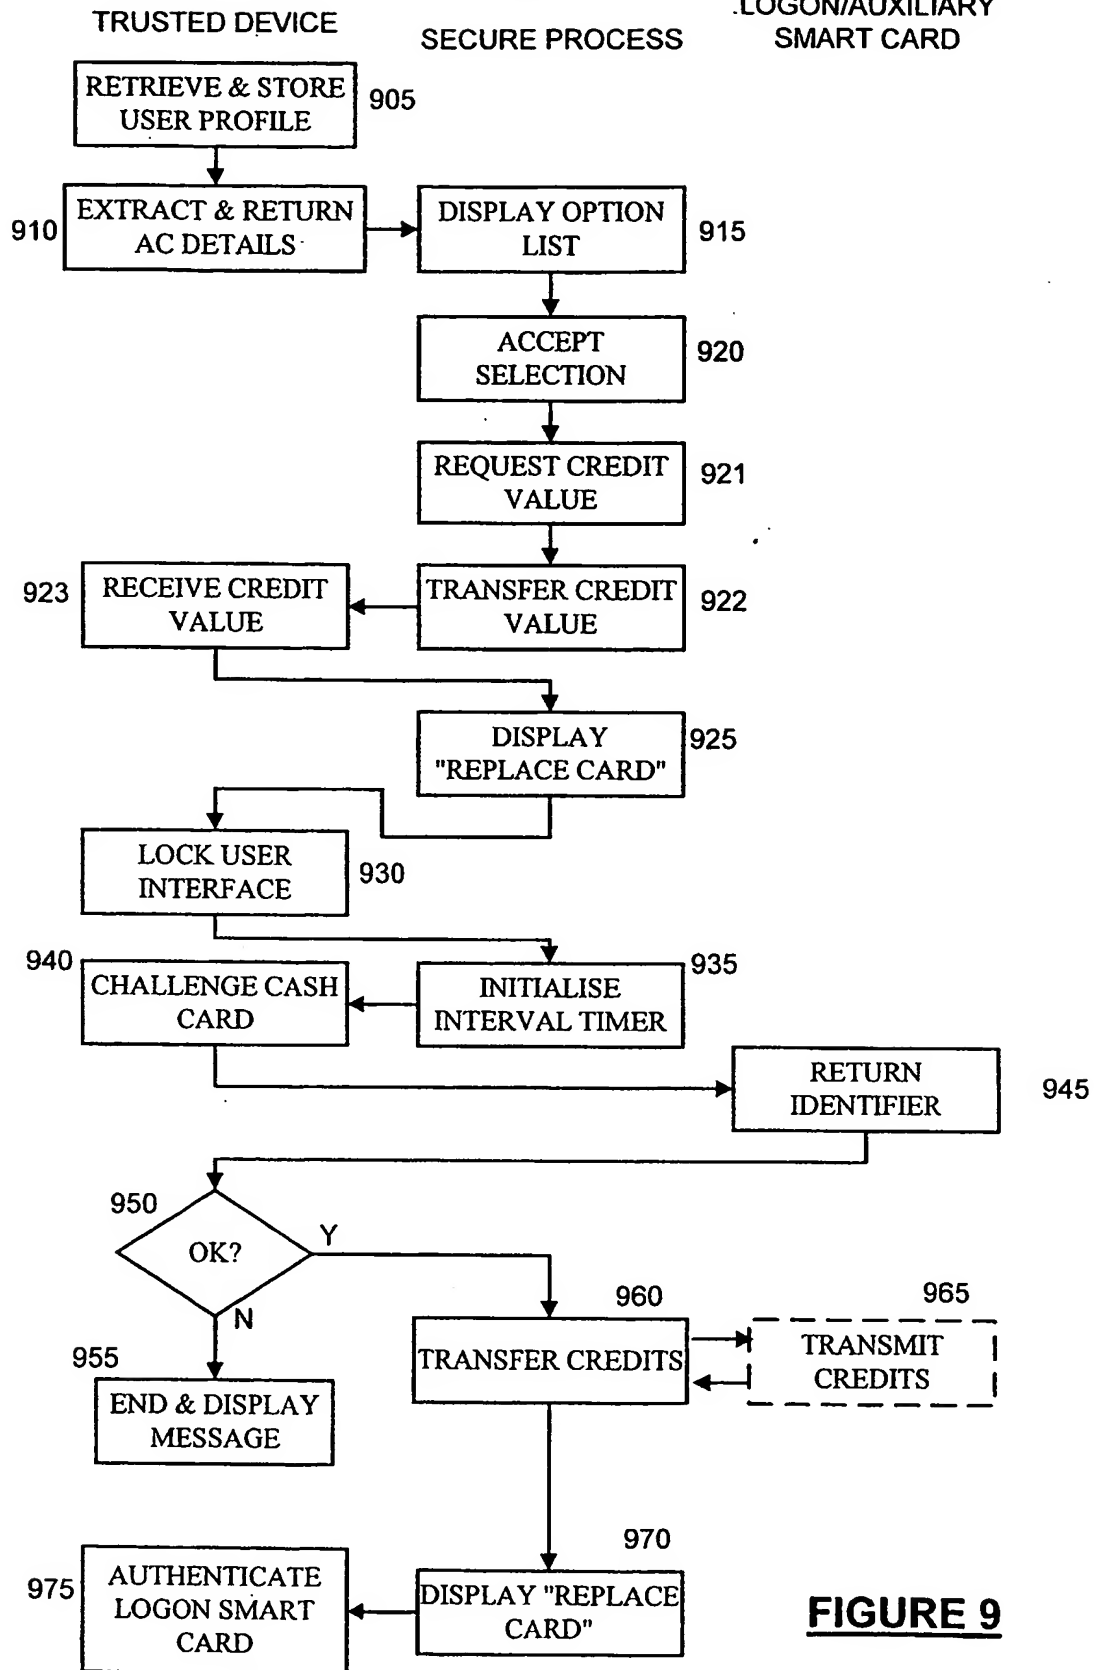 TRUSTED DEVICE
SECURE PROCESS
LOGON/AUXILIARY
SMART CARD
RETRIEVE & STORE
USER PROFILE
905
910
EXTRACT & RETURN
AC DETAILS
DISPLAY OPTION
LIST
915
ACCEPT
SELECTION
920
REQUEST CREDIT
VALUE
921
923
RECEIVE CREDIT
VALUE
TRANSFER CREDIT
VALUE
922
DISPLAY
"REPLACE CARD"
925
LOCK USER
INTERFACE
930
940
CHALLENGE CASH
CARD
935
INITIALISE
INTERVAL TIMER
RETURN
IDENTIFIER
945
950
OK?
Y
N
955
END & DISPLAY
MESSAGE
960
TRANSFER CREDITS
965
TRANSMIT
CREDITS
970
DISPLAY "REPLACE
CARD"
975
AUTHENTICATE
LOGON SMART
CARD
FIGURE 9